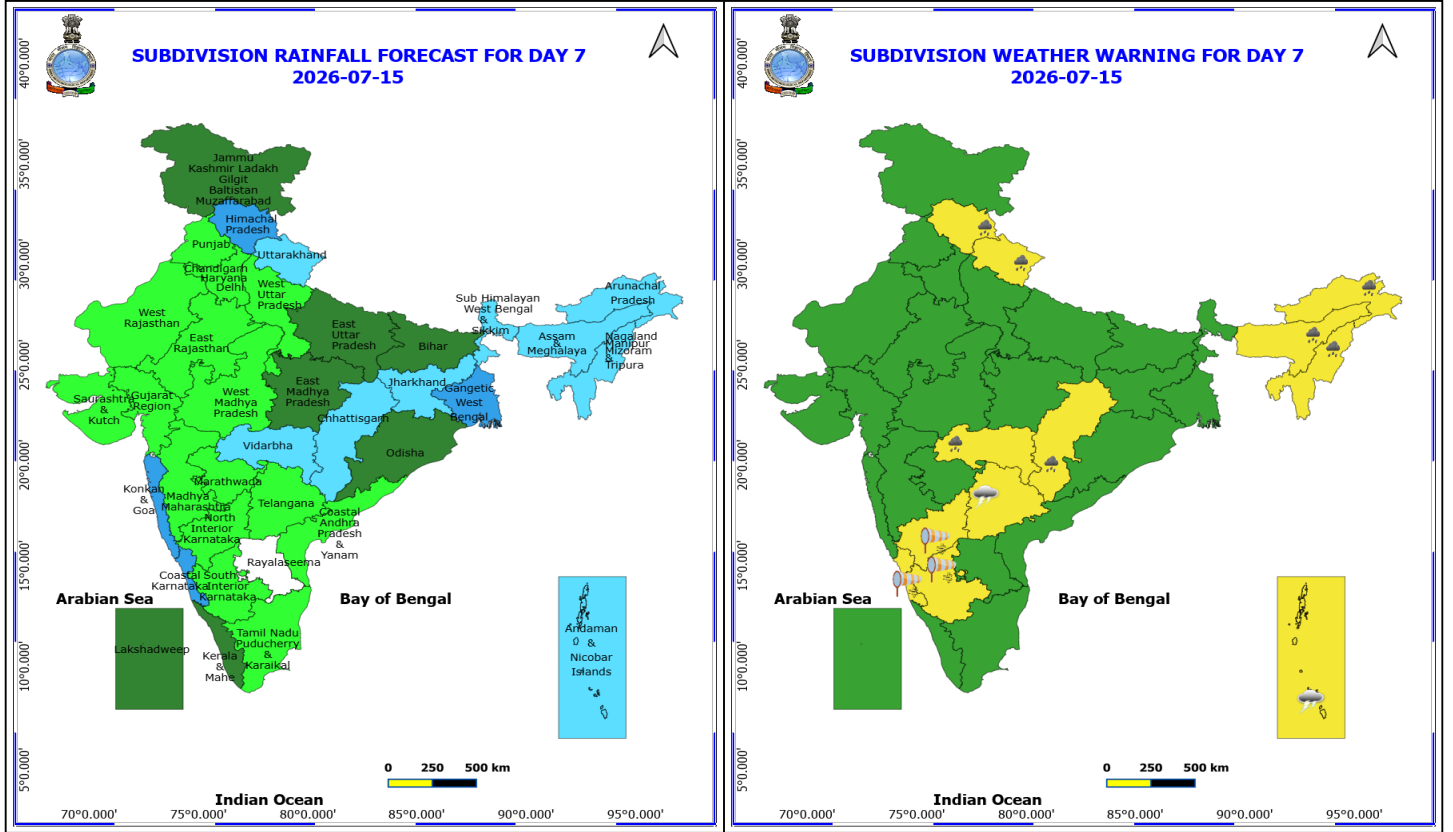 SUBDIVISION RAINFALL FORECAST FOR DAY 7
2026-07-15
40°0.000'
35°0.000'
30°0.000'
25°0.000'
20°0.000'
15°0.000'
10°0.000'
5°0.000'
Jammu
Kashmir Ladakh
Gilgit
Baltistan
Muzaffarabad
Himachal
Pradesh
Punjab
Uttarakhand
Chandigarh
Haryana
Delhi
West
Uttar
Pradesh
Arunachal
Pradesh
Sub Himalayan
West Bengal
&
Sikkim
West
Rajasthan
East
Rajasthan
East
Uttar
Pradesh
Bihar
Assam
&
Meghalaya
Nagaland
Manipur
Mizoram
&
Tripura
Saurashtra
&
Kutch
Gujarat
Region
West
Madhya
Pradesh
East
Madhya
Pradesh
Jharkhand
Gangetic
West
Bengal
Chhattisgarh
Vidarbha
Odisha
Konkan
&
Goa
Marathwada
Madhya
Maharashtra
Telangana
North
Interior
Karnataka
Coastal
Andhra
Pradesh
&
Yanam
Rayalaseema
Coastal
Karnataka
South
Interior
Karnataka
Arabian Sea
Bay of Bengal
Lakshadweep
Kerala
&
Mahe
Tamil Nadu
Puducherry
&
Karaikal
Andaman
&
Nicobar
Islands
0 250 500 km
Indian Ocean
70°0.000' 75°0.000' 80°0.000' 85°0.000' 90°0.000' 95°0.000'
SUBDIVISION WEATHER WARNING FOR DAY 7
2026-07-15
40°0.000'
35°0.000'
30°0.000'
25°0.000'
20°0.000'
15°0.000'
10°0.000'
5°0.000'
Arabian Sea
Bay of Bengal
0 250 500 km
Indian Ocean
70°0.000' 75°0.000' 80°0.000' 85°0.000' 90°0.000' 95°0.000'